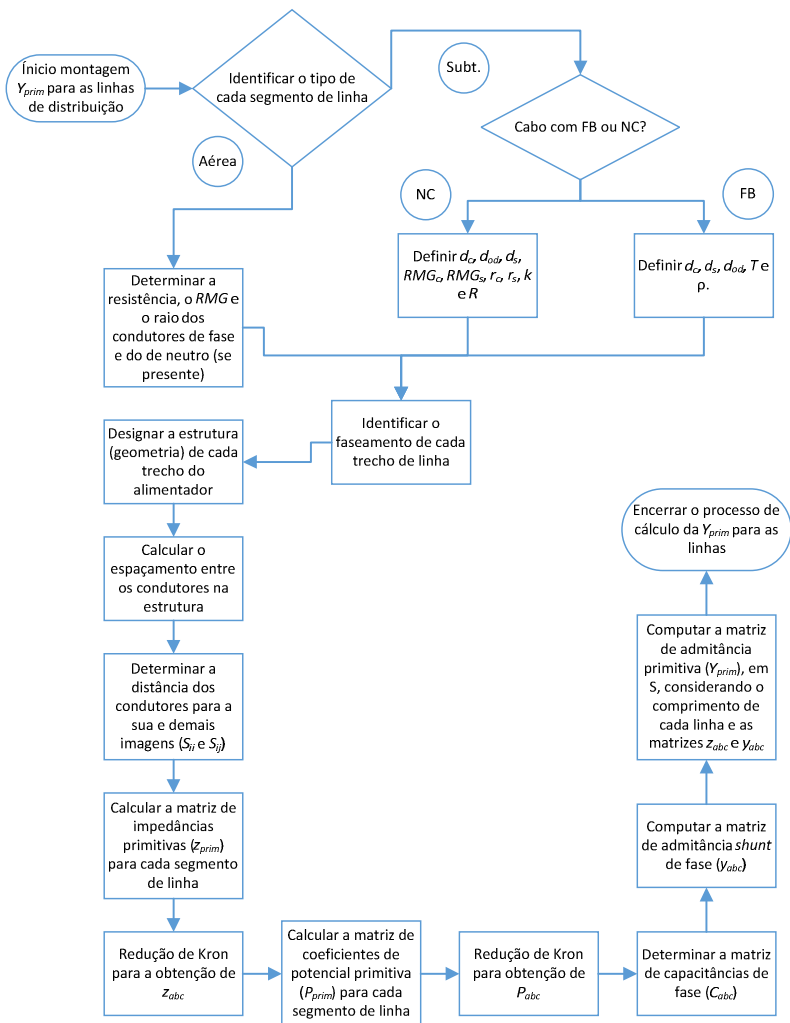 Ínicio montagem
Yprim para as linhas
de distribuição
Identificar o tipo de
cada segmento de linha
Subt.
Cabo com FB ou NC?
Aérea
NC
FB
Definir dc, dod, ds,
RMGc, RMGs, rc, rs, k
e R
Definir dc, ds, dod, T e
ρ.
Determinar a
resistência, o RMG e
o raio dos
condutores de fase
e do de neutro (se
presente)
Identificar o
faseamento de cada
trecho de linha
Designar a estrutura
(geometria) de cada
trecho do
alimentador
Calcular o
espaçamento entre
os condutores na
estrutura
Determinar a
distância dos
condutores para a
sua e demais
imagens (Sii e Sij)
Calcular a matriz de
impedâncias
primitivas (zprim)
para cada segmento
de linha
Redução de Kron
para a obtenção de
zabc
Calcular a matriz de
coeficientes de
potencial primitiva
(Pprim) para cada
segmento de linha
Redução de Kron
para obtenção de
Pabc
Determinar a matriz
de capacitâncias de
fase (Cabc)
Computar a matriz
de admitância shunt
de fase (yabc)
Computar a matriz
de admitância
primitiva (Yprim), em
S, considerando o
comprimento de
cada linha e as
matrizes zabc e yabc
Encerrar o processo de
cálculo da Yprim para as
linhas